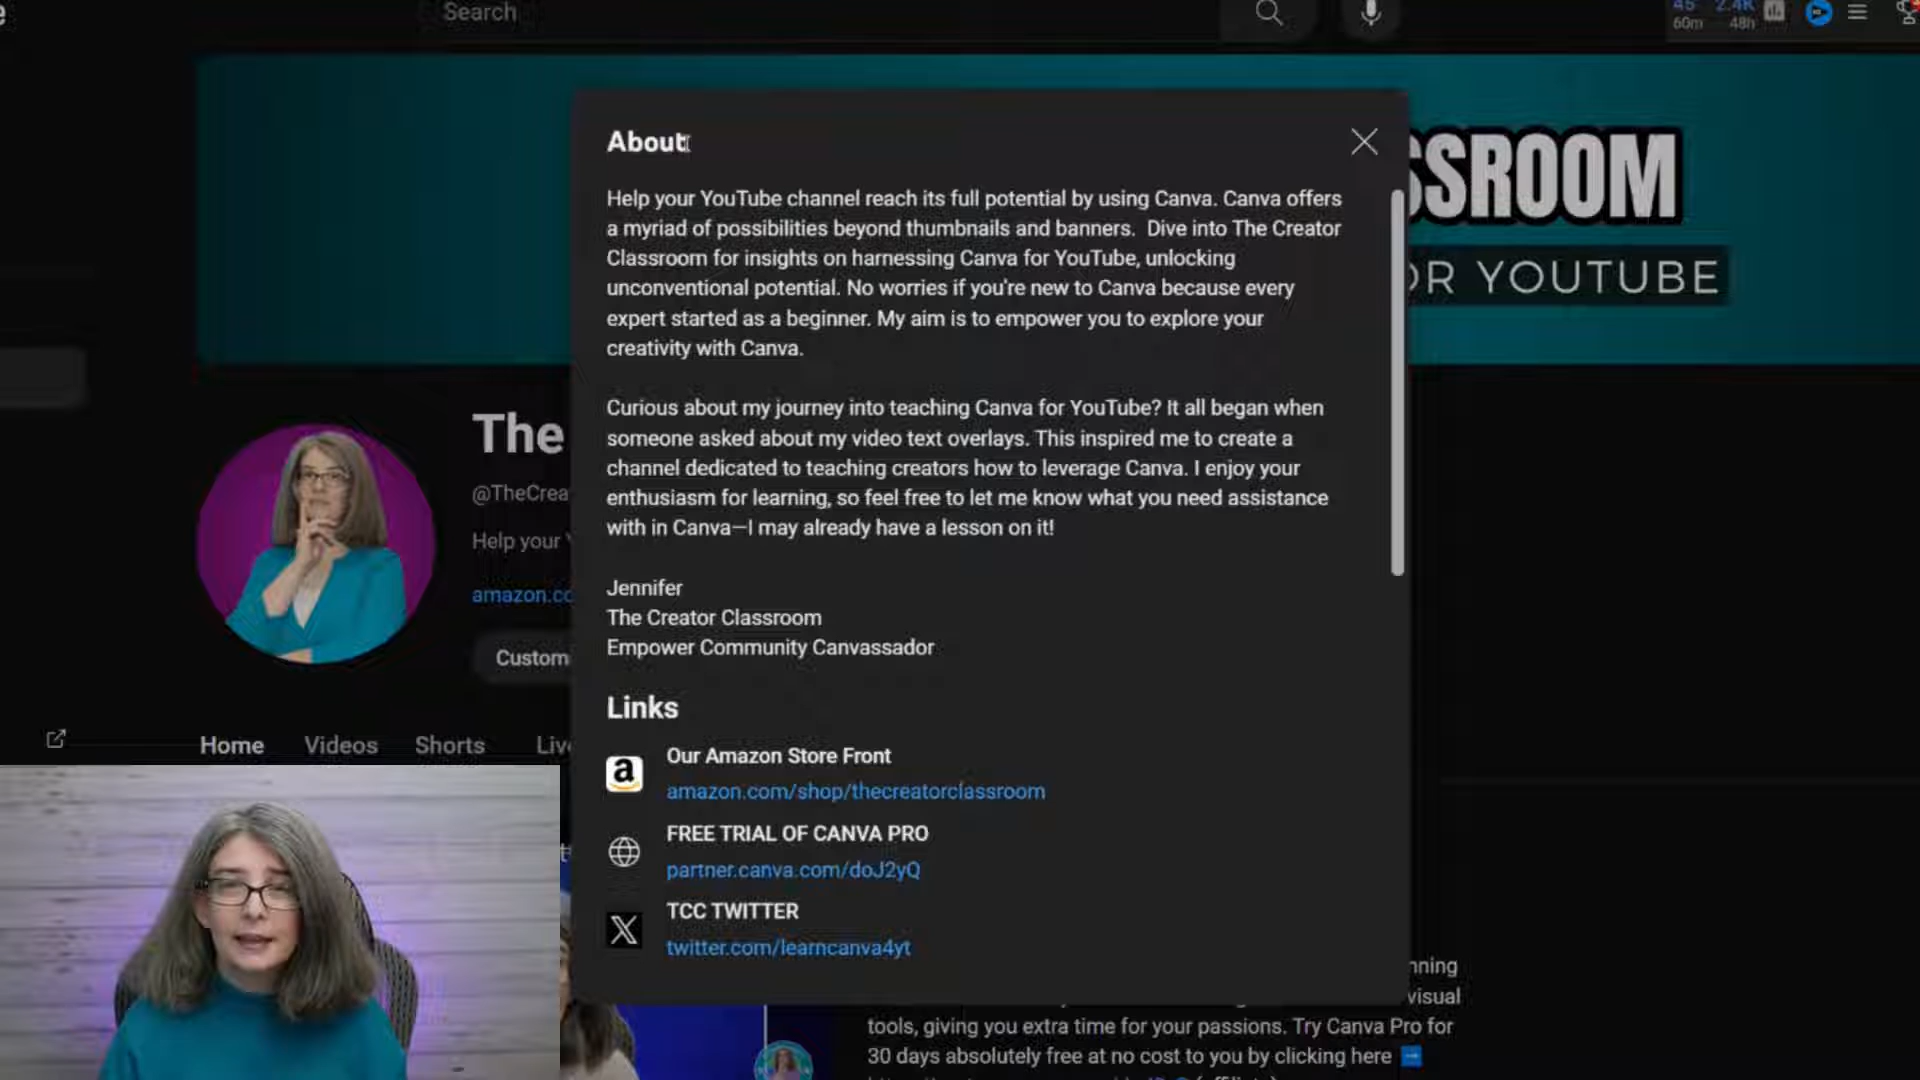 Search
45 2.4K
60m 48h
About
SSROOM
OR YOUTUBE
Help your YouTube channel reach its full potential by using Canva. Canva offers
a myriad of possibilities beyond thumbnails and banners. Dive into The Creator
Classroom for insights on harnessing Canva for YouTube, unlocking
unconventional potential. No worries if you're new to Canva because every
expert started as a beginner. My aim is to empower you to explore your
creativity with Canva.
Curious about my journey into teaching Canva for YouTube? It all began when
someone asked about my video text overlays. This inspired me to create a
channel dedicated to teaching creators how to leverage Canva. I enjoy your
enthusiasm for learning, so feel free to let me know what you need assistance
with in Canva—I may already have a lesson on it!
Jennifer
The Creator Classroom
Empower Community Canvassador
The
@TheCrea
Help your
amazon.co
Custom
Home Videos Shorts Liv
Links
Our Amazon Store Front
amazon.com/shop/thecreatorclassroom
FREE TRIAL OF CANVA PRO
partner.canva.com/doJ2yQ
TCC TWITTER
twitter.com/learncanva4yt
nning
visual
tools, giving you extra time for your passions. Try Canva Pro for
30 days absolutely free at no cost to you by clicking here